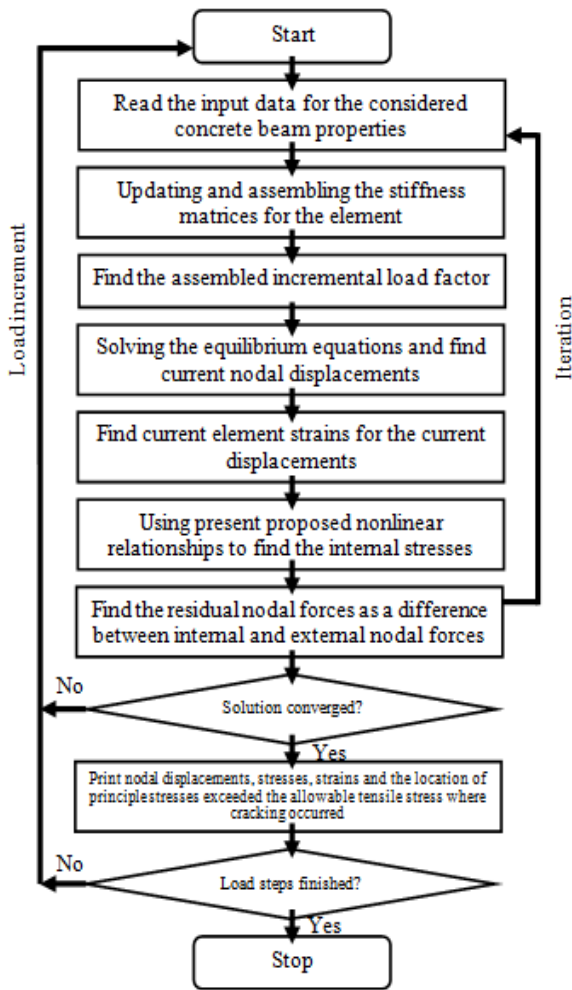 Start
Read the input data for the considered
concrete beam properties
Updating and assembling the stiffness
matrices for the element
Find the assembled incremental load factor
Solving the equilibrium equations and find
current nodal displacements
Find current element strains for the current
displacements
Using present proposed nonlinear
relationships to find the internal stresses
Find the residual nodal forces as a difference
between internal and external nodal forces
No
Solution converged?
Yes
Print nodal displacements, stresses, strains and the location of
principle stresses exceeded the allowable tensile stress where
cracking occurred
No
Load steps finished?
Yes
Stop
Load increment
Iteration